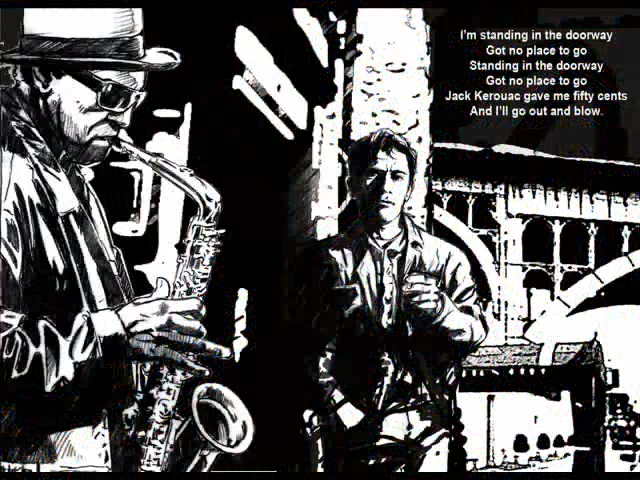 I'm standing in the doorway
Got no place to go
Standing in the doorway
Got no place to go
Jack Kerouac gave me fifty cents
And I'll go out and blow.